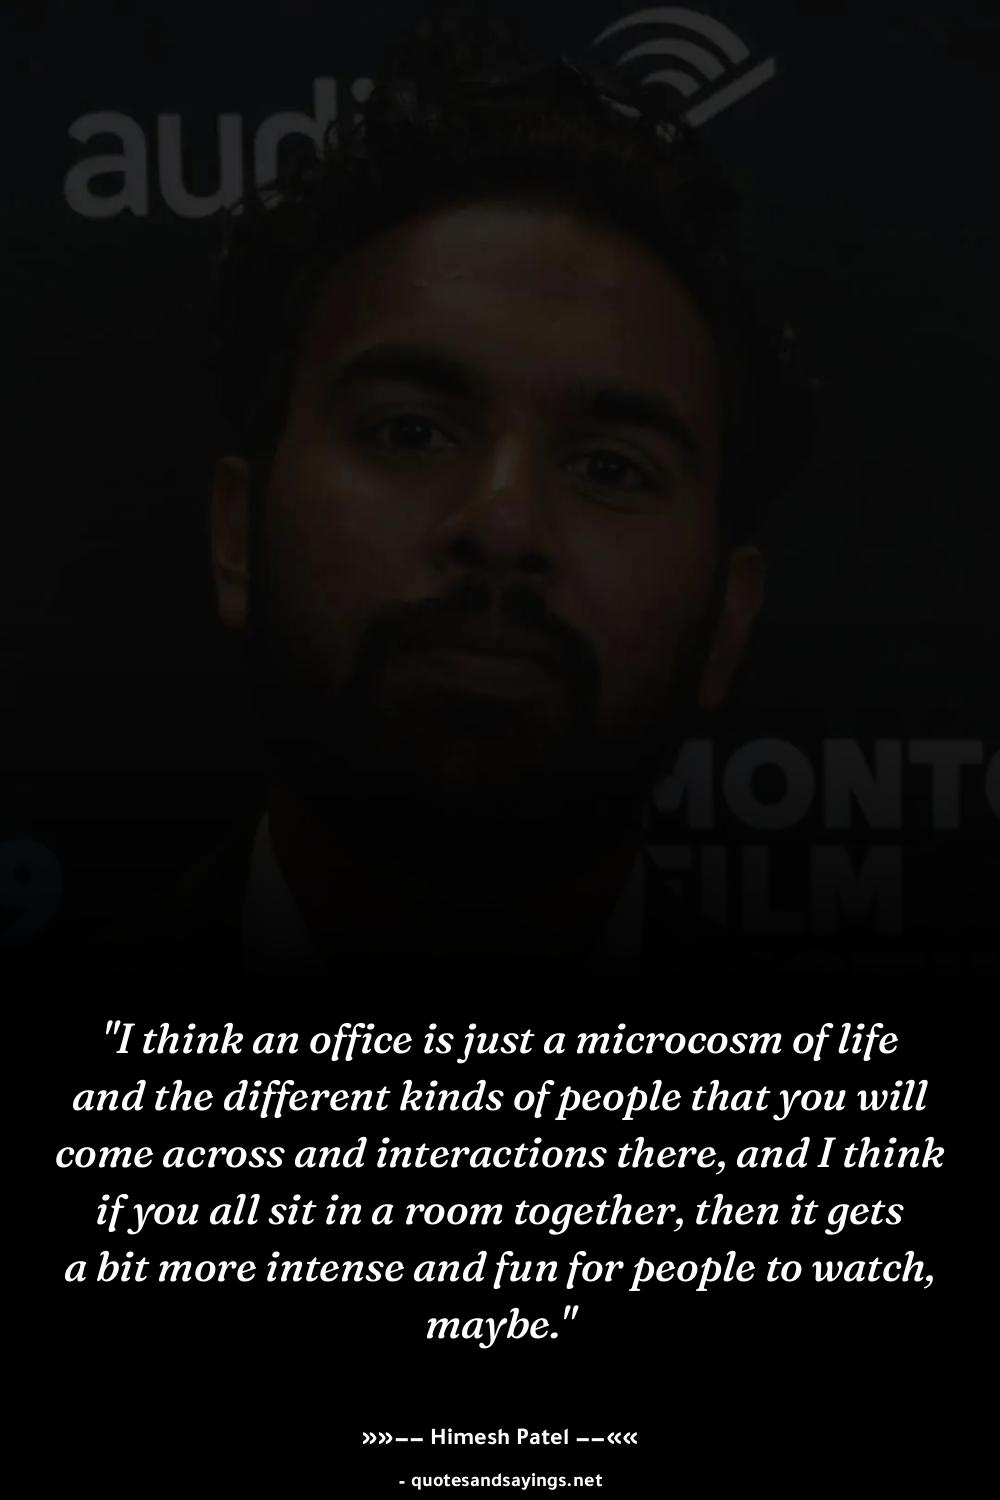 audi
MONT
FILM
9
"I think an office is just a microcosm of life
and the different kinds of people that you will
come across and interactions there, and I think
if you all sit in a room together, then it gets
a bit more intense and fun for people to watch,
maybe."
»»−− Himesh Patel −−««
- quotesandsayings.net